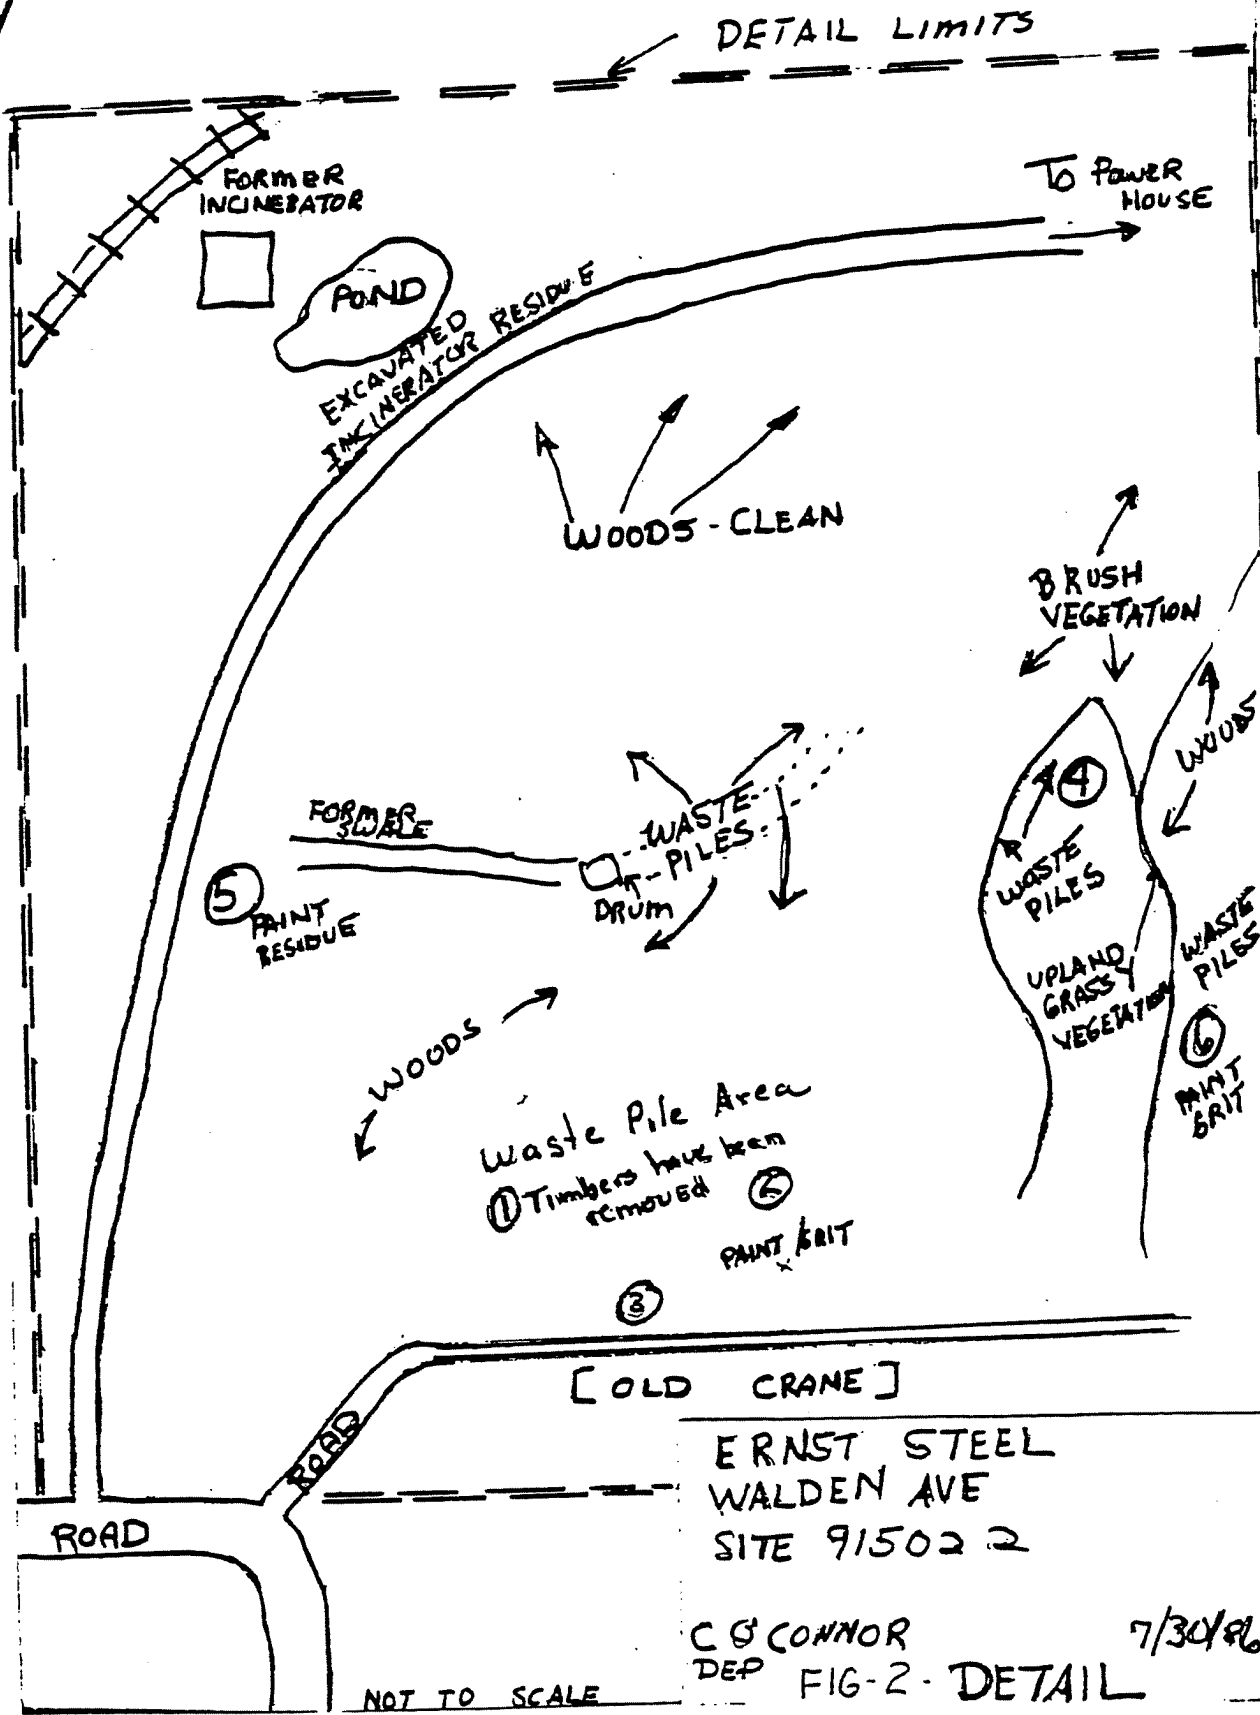 DETAIL LIMITS
FORMER
INCINERATOR
TO POWER
HOUSE
POND
EXCAVATED
INCINERATOR RESIDUE
WOODS - CLEAN
BRUSH
VEGETATION
WOODS
4
WASTE
PILES
FORMER
SWALE
WASTE
PILES
DRUM
5
PAINT
RESIDUE
UPLAND
GRASSY
VEGETATION
WASTE
PILES
6
PAINT
GRIT
WOODS
Waste Pile Area
1 Timbers have been
removed
2
PAINT/GRIT
3
[OLD CRANE]
ROAD
ROAD
ERNST STEEL
WALDEN AVE
SITE 915022
C O'CONNOR 7/30/86
DEP FIG-2-DETAIL
NOT TO SCALE